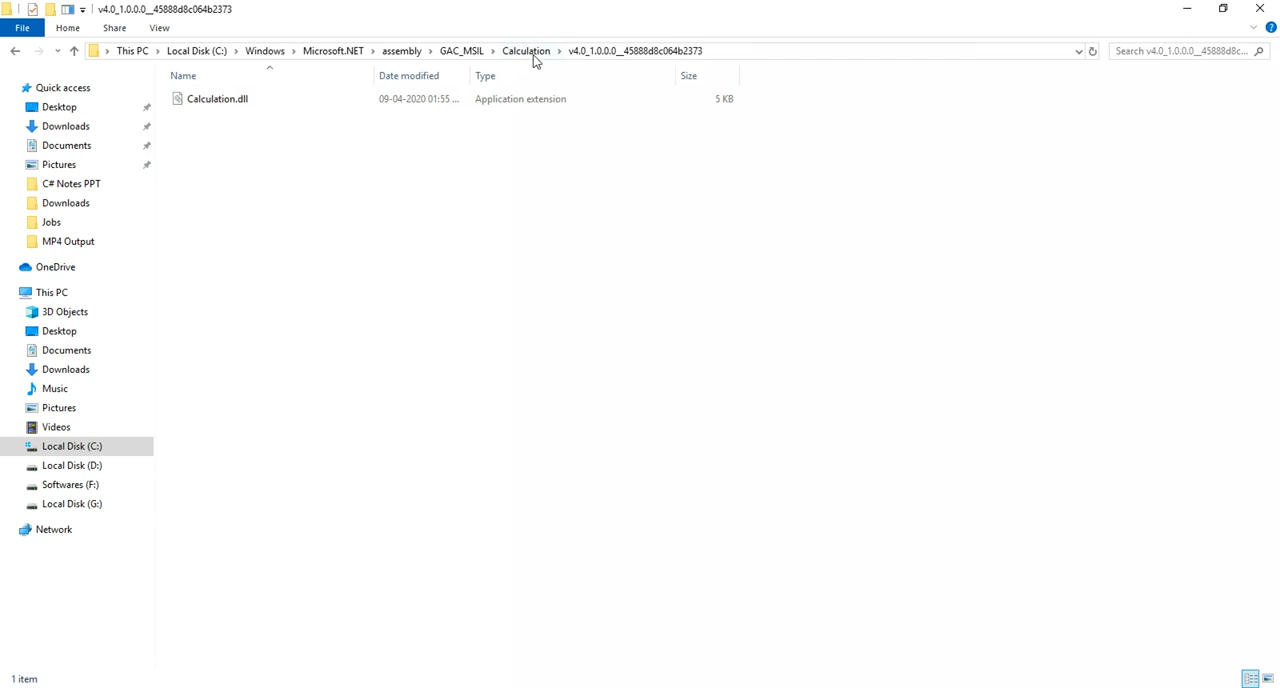 v4.0_1.0.0.0__45888d8c064b2373
File Home Share View
This PC Local Disk (C:) Windows Microsoft.NET assembly GAC_MSIL Calculation v4.0_1.0.0.0__45888d8c064b2373 Search v4.0_1.0.0.0__45888d8c...
Name Date modified Type Size
Calculation.dll 09-04-2020 01:55 ... Application extension 5 KB
Quick access
Desktop
Downloads
Documents
Pictures
C# Notes PPT
Downloads
Jobs
MP4 Output
OneDrive
This PC
3D Objects
Desktop
Documents
Downloads
Music
Pictures
Videos
Local Disk (C:)
Local Disk (D:)
Softwares (F:)
Local Disk (G:)
Network
1 item